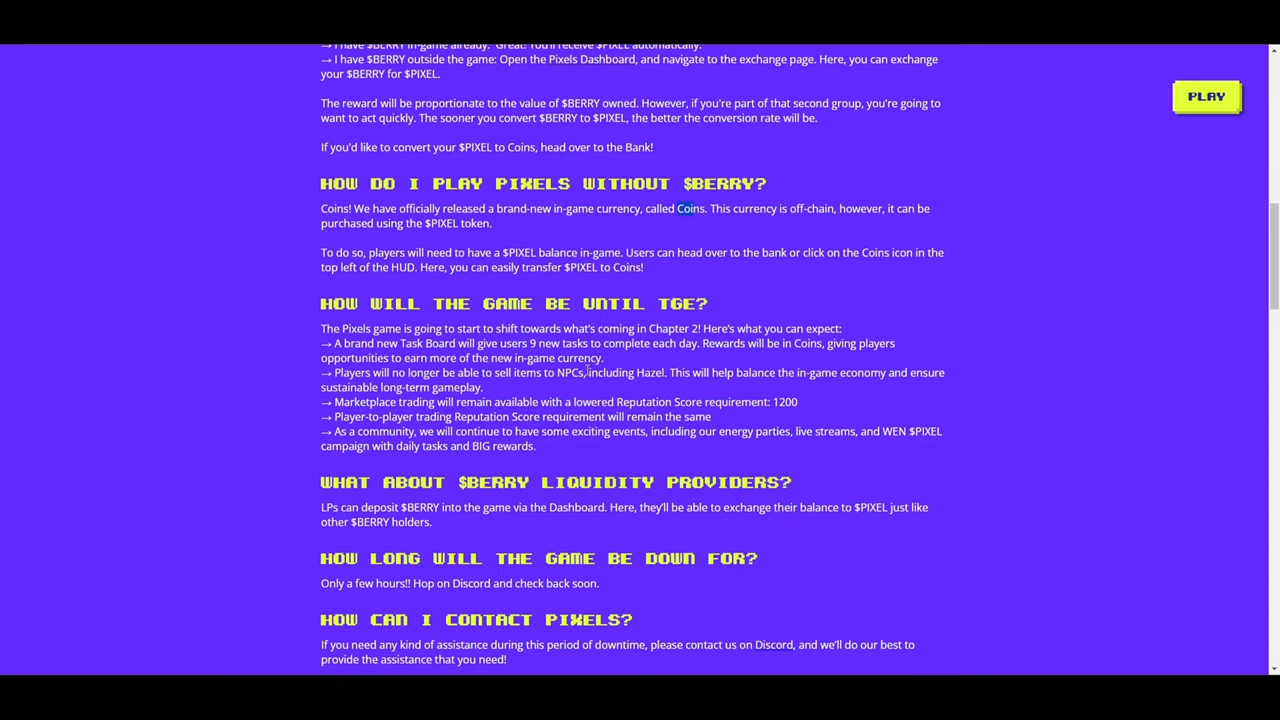 → I have $BERRY in-game already: Great! You'll receive $PIXEL automatically.
→ I have $BERRY outside the game: Open the Pixels Dashboard, and navigate to the exchange page. Here, you can exchange
your $BERRY for $PIXEL.
PLAY
The reward will be proportionate to the value of $BERRY owned. However, if you're part of that second group, you're going to
want to act quickly. The sooner you convert $BERRY to $PIXEL, the better the conversion rate will be.
If you'd like to convert your $PIXEL to Coins, head over to the Bank!
HOW DO I PLAY PIXELS WITHOUT $BERRY?
Coins! We have officially released a brand-new in-game currency, called Coins. This currency is off-chain, however, it can be
purchased using the $PIXEL token.
To do so, players will need to have a $PIXEL balance in-game. Users can head over to the bank or click on the Coins icon in the
top left of the HUD. Here, you can easily transfer $PIXEL to Coins!
HOW WILL THE GAME BE UNTIL TGE?
The Pixels game is going to start to shift towards what's coming in Chapter 2! Here's what you can expect:
→ A brand new Task Board will give users 9 new tasks to complete each day. Rewards will be in Coins, giving players
opportunities to earn more of the new in-game currency.
→ Players will no longer be able to sell items to NPCs, including Hazel. This will help balance the in-game economy and ensure
sustainable long-term gameplay.
→ Marketplace trading will remain available with a lowered Reputation Score requirement: 1200
→ Player-to-player trading Reputation Score requirement will remain the same
→ As a community, we will continue to have some exciting events, including our energy parties, live streams, and WEN $PIXEL
campaign with daily tasks and BIG rewards.
WHAT ABOUT $BERRY LIQUIDITY PROVIDERS?
LPs can deposit $BERRY into the game via the Dashboard. Here, they'll be able to exchange their balance to $PIXEL just like
other $BERRY holders.
HOW LONG WILL THE GAME BE DOWN FOR?
Only a few hours!! Hop on Discord and check back soon.
HOW CAN I CONTACT PIXELS?
If you need any kind of assistance during this period of downtime, please contact us on Discord, and we'll do our best to
provide the assistance that you need!